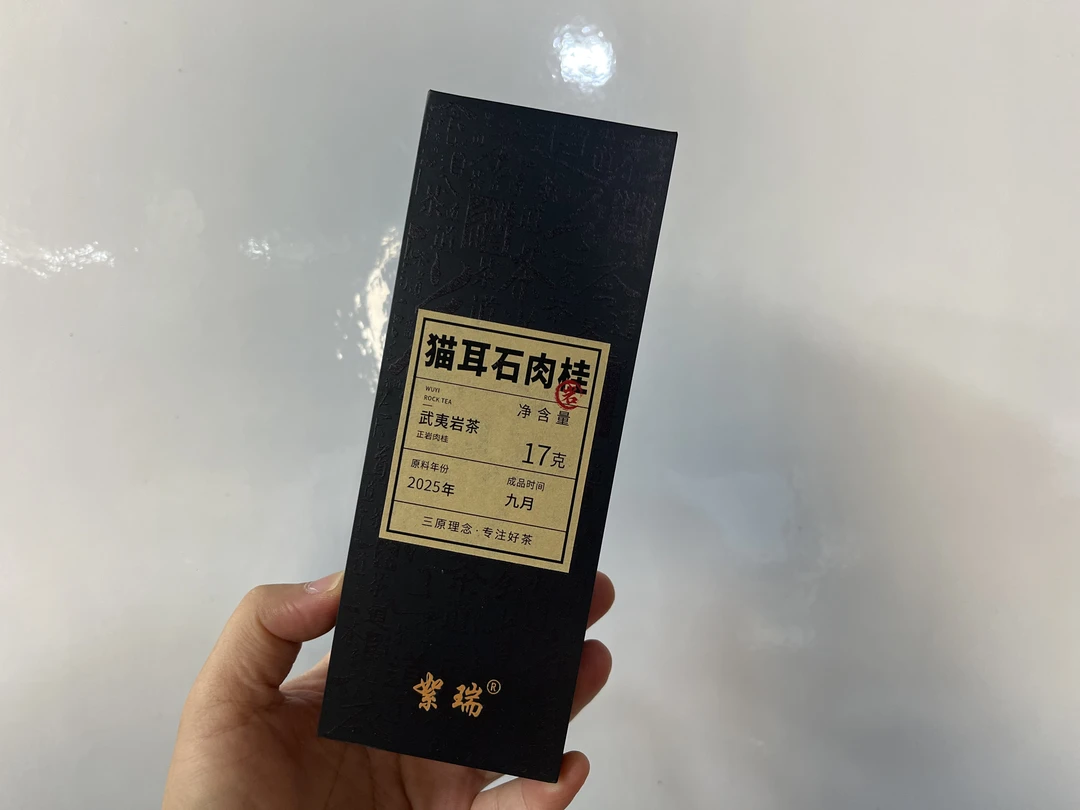 猫耳石肉桂
岩
WUYI
ROCK TEA
武夷岩茶
正岩肉桂
净含量
17克
原料年份
2025年
成品时间
九月
三原理念·专注好茶
絮瑞®